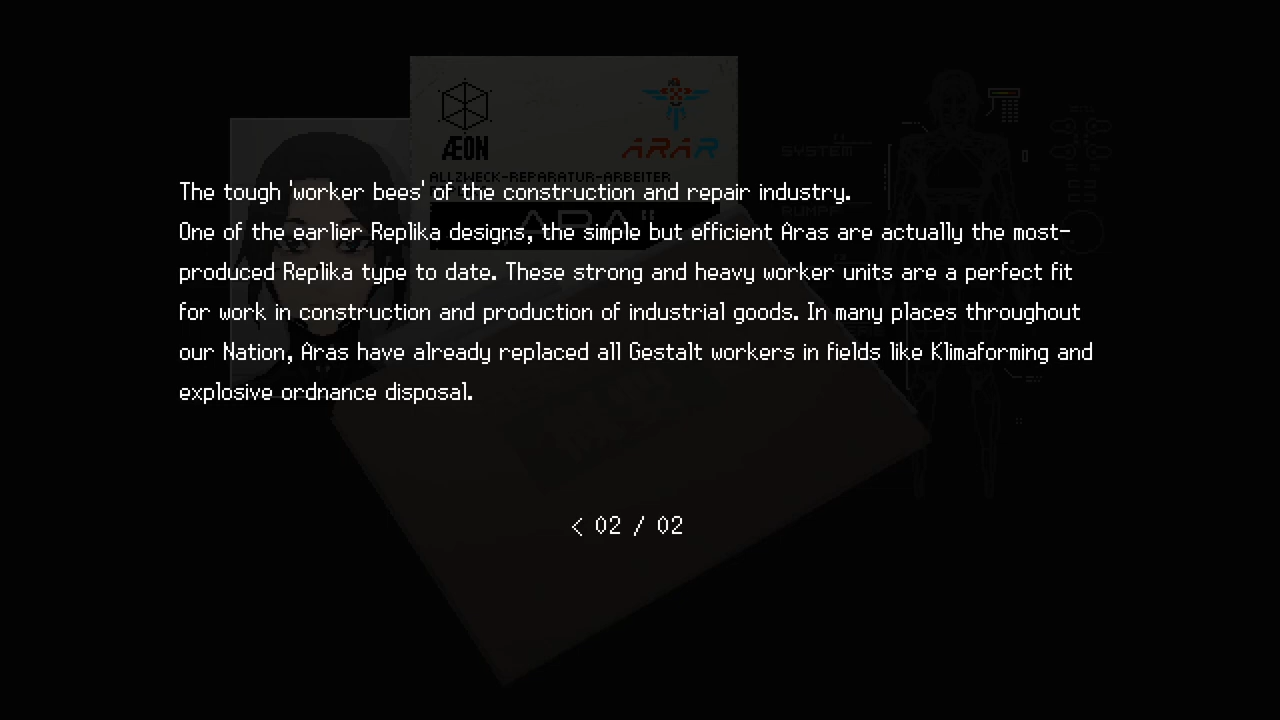 ÆON
ARAR
ALLZWECK-REPARATUR-ARBEITER
SYSTEM
The tough 'worker bees' of the construction and repair industry.
One of the earlier Replika designs, the simple but efficient Aras are actually the most-
produced Replika type to date. These strong and heavy worker units are a perfect fit
for work in construction and production of industrial goods. In many places throughout
our Nation, Aras have already replaced all Gestalt workers in fields like Klimaforming and
explosive ordnance disposal.
< 02 / 02